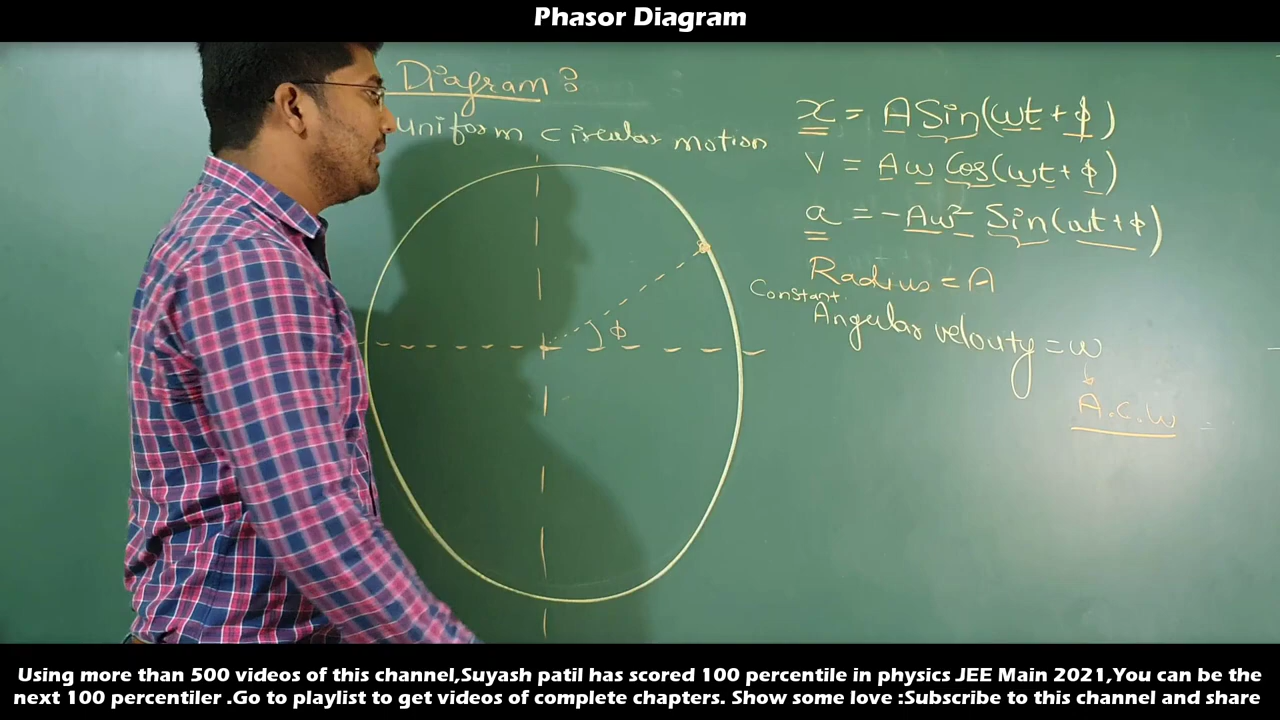 Phasor Diagram
Diagram :
uniform circular motion
x = A Sin(ωt + ϕ)
V = Aω Cos(ωt + ϕ)
a = -Aω² Sin(ωt + ϕ)
Radius = A
Constant
Angular velouty = ω
A.C.W
ϕ
Using more than 500 videos of this channel,Suyash patil has scored 100 percentile in physics JEE Main 2021,You can be the
next 100 percentiler .Go to playlist to get videos of complete chapters. Show some love :Subscribe to this channel and share